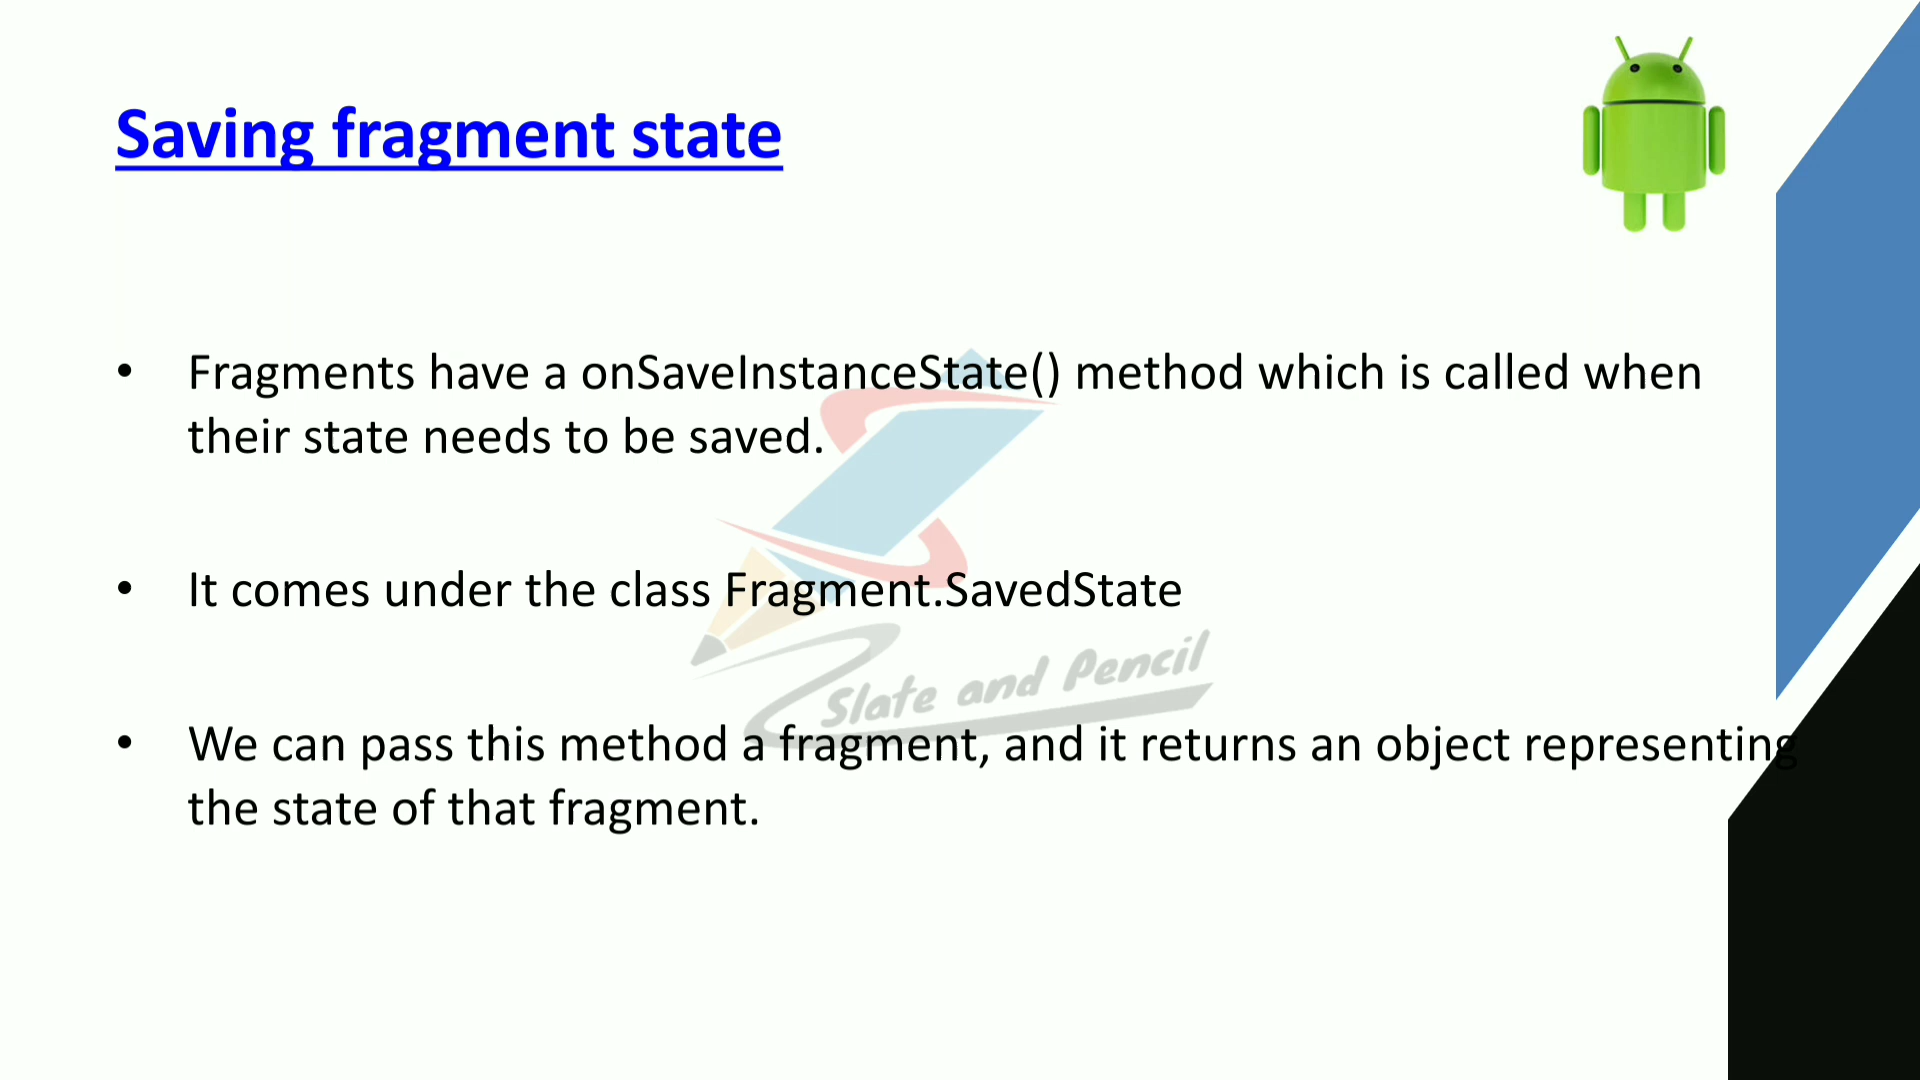 Saving fragment state
• Fragments have a onSaveInstanceState() method which is called when
their state needs to be saved.
• It comes under the class Fragment.SavedState
Slate and Pencil
• We can pass this method a fragment, and it returns an object representing
the state of that fragment.